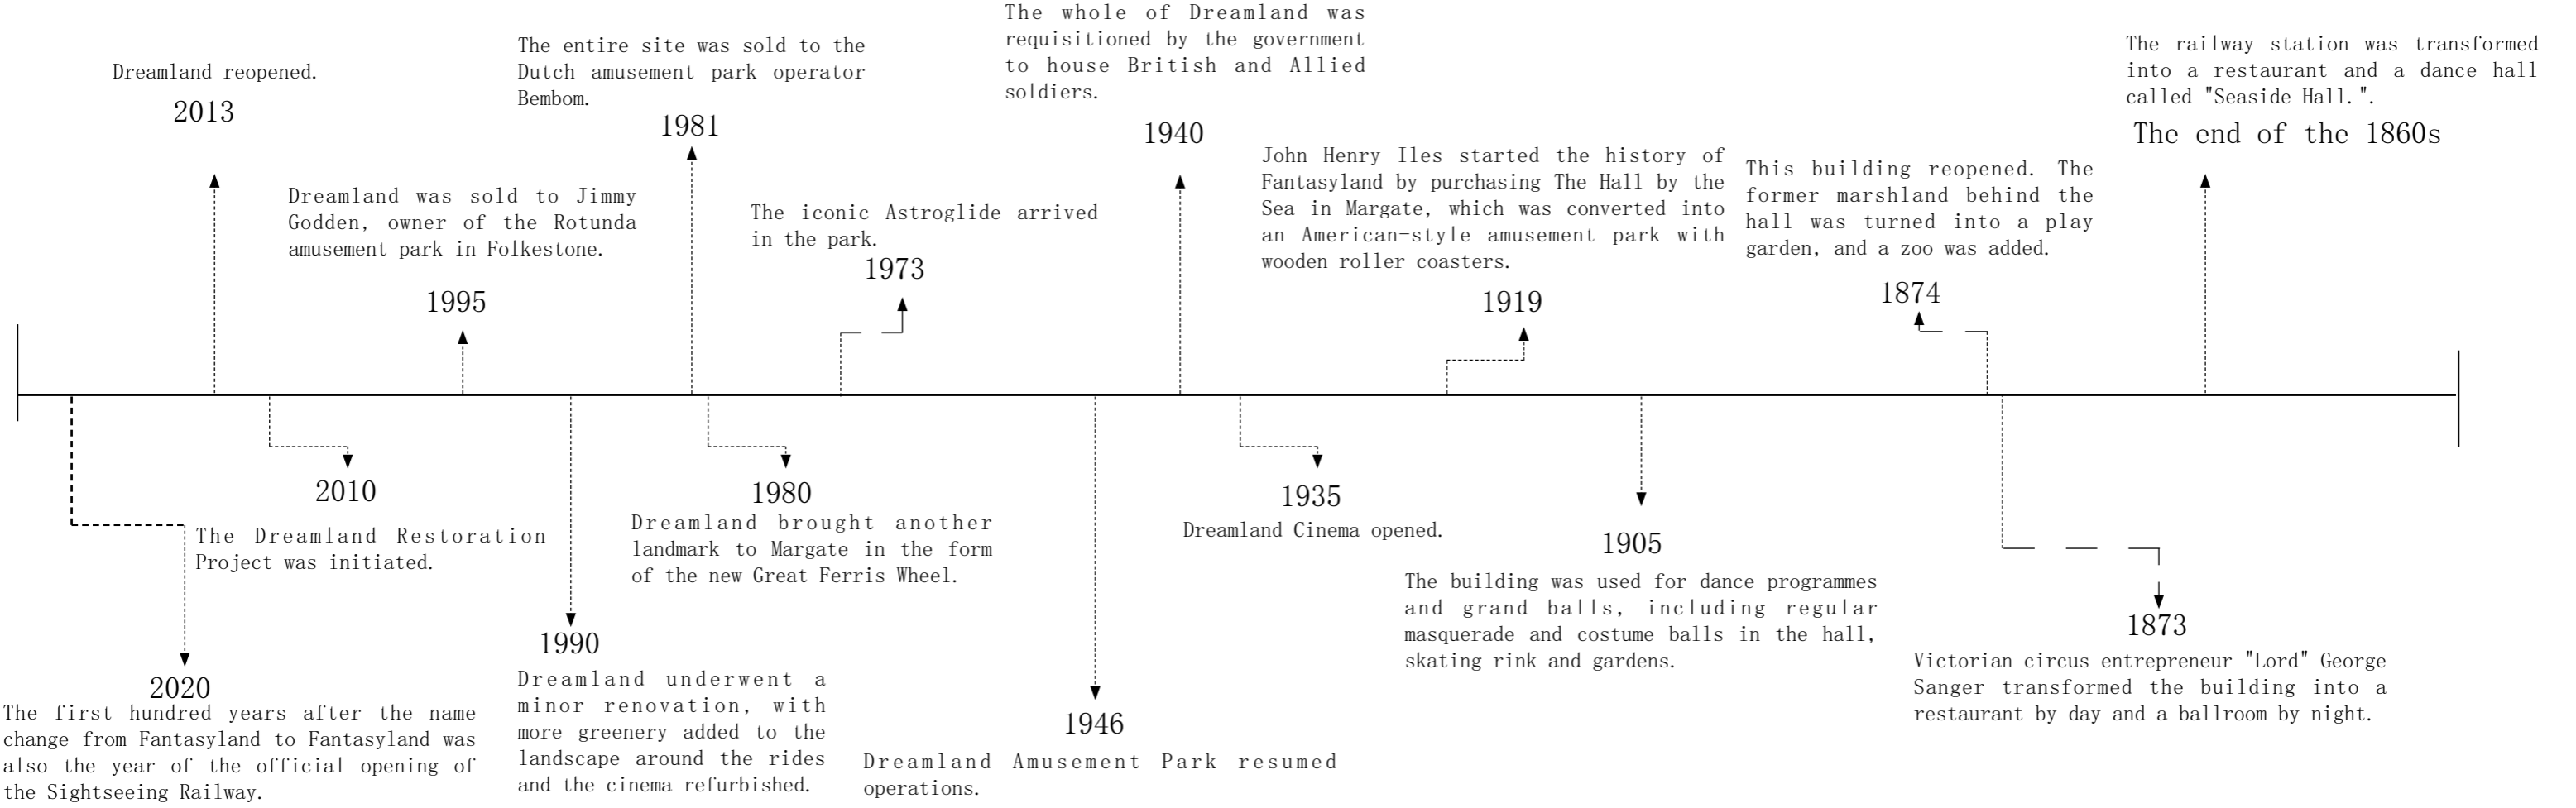 Dreamland reopened.
2013
Dreamland was sold to Jimmy
Godden, owner of the Rotunda
amusement park in Folkestone.
1995
The entire site was sold to the
Dutch amusement park operator
Bembom.
1981
The iconic Astroglide arrived
in the park.
1973
The whole of Dreamland was
requisitioned by the government
to house British and Allied
soldiers.
1940
John Henry Iles started the history of
Fantasyland by purchasing The Hall by the
Sea in Margate, which was converted into
an American-style amusement park with
wooden roller coasters.
1919
This building reopened. The
former marshland behind the
hall was turned into a play
garden, and a zoo was added.
1874
The railway station was transformed
into a restaurant and a dance hall
called "Seaside Hall.".
The end of the 1860s
2020
The first hundred years after the name
change from Fantasyland to Fantasyland was
also the year of the official opening of
the Sightseeing Railway.
2010
The Dreamland Restoration
Project was initiated.
1990
Dreamland underwent a
minor renovation, with
more greenery added to the
landscape around the rides
and the cinema refurbished.
1980
Dreamland brought another
landmark to Margate in the form
of the new Great Ferris Wheel.
1946
Dreamland Amusement Park resumed
operations.
1935
Dreamland Cinema opened.
1905
The building was used for dance programmes
and grand balls, including regular
masquerade and costume balls in the hall,
skating rink and gardens.
1873
Victorian circus entrepreneur "Lord" George
Sanger transformed the building into a
restaurant by day and a ballroom by night.